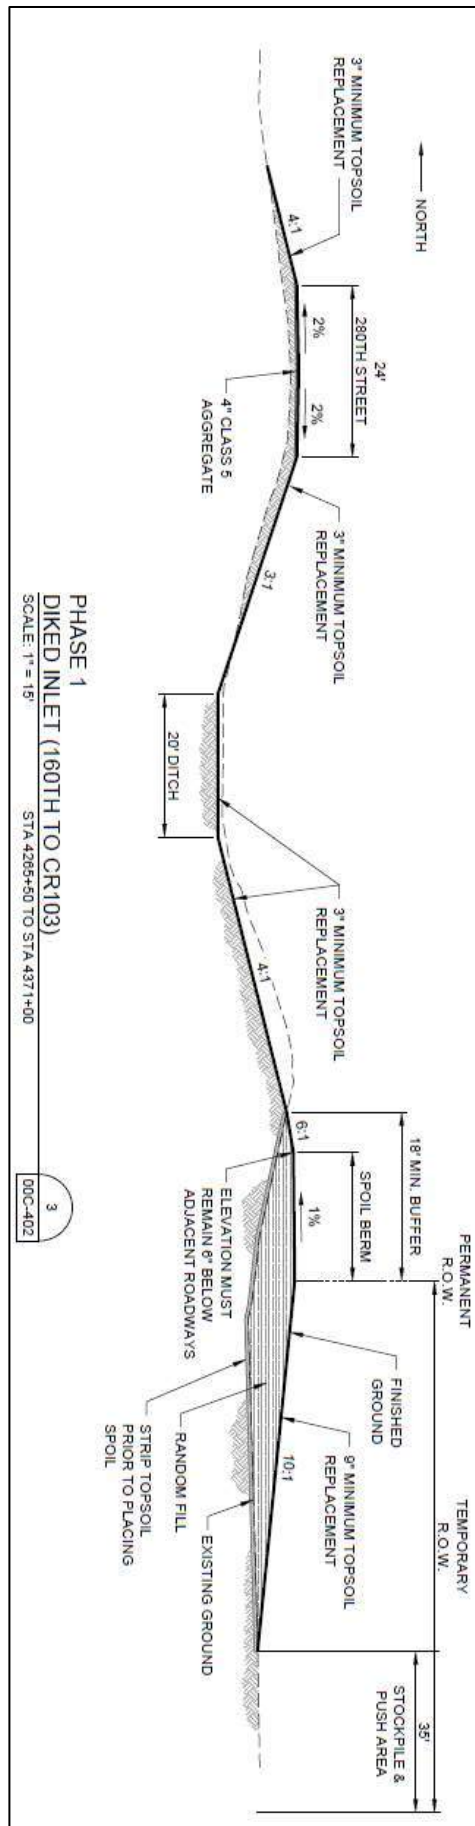 NORTH
3" MINIMUM TOPSOIL
REPLACEMENT
4:1
24'
280TH STREET
2%
2%
4" CLASS 5
AGGREGATE
3" MINIMUM TOPSOIL
REPLACEMENT
3:1
20' DITCH
3" MINIMUM TOPSOIL
REPLACEMENT
4:1
PERMANENT
R.O.W.
18' MIN. BUFFER
SPOIL BERM
6:1
1%
ELEVATION MUST
REMAIN 6" BELOW
ADJACENT ROADWAYS
TEMPORARY
R.O.W.
FINISHED
GROUND
9" MINIMUM TOPSOIL
REPLACEMENT
10:1
35'
STOCKPILE &
PUSH AREA
EXISTING GROUND
RANDOM FILL
STRIP TOPSOIL
PRIOR TO PLACING
SPOIL
PHASE 1
DIKED INLET (160TH TO CR103)
SCALE: 1" = 15'
STA 4265+50 TO STA 4371+00
3
00C-402